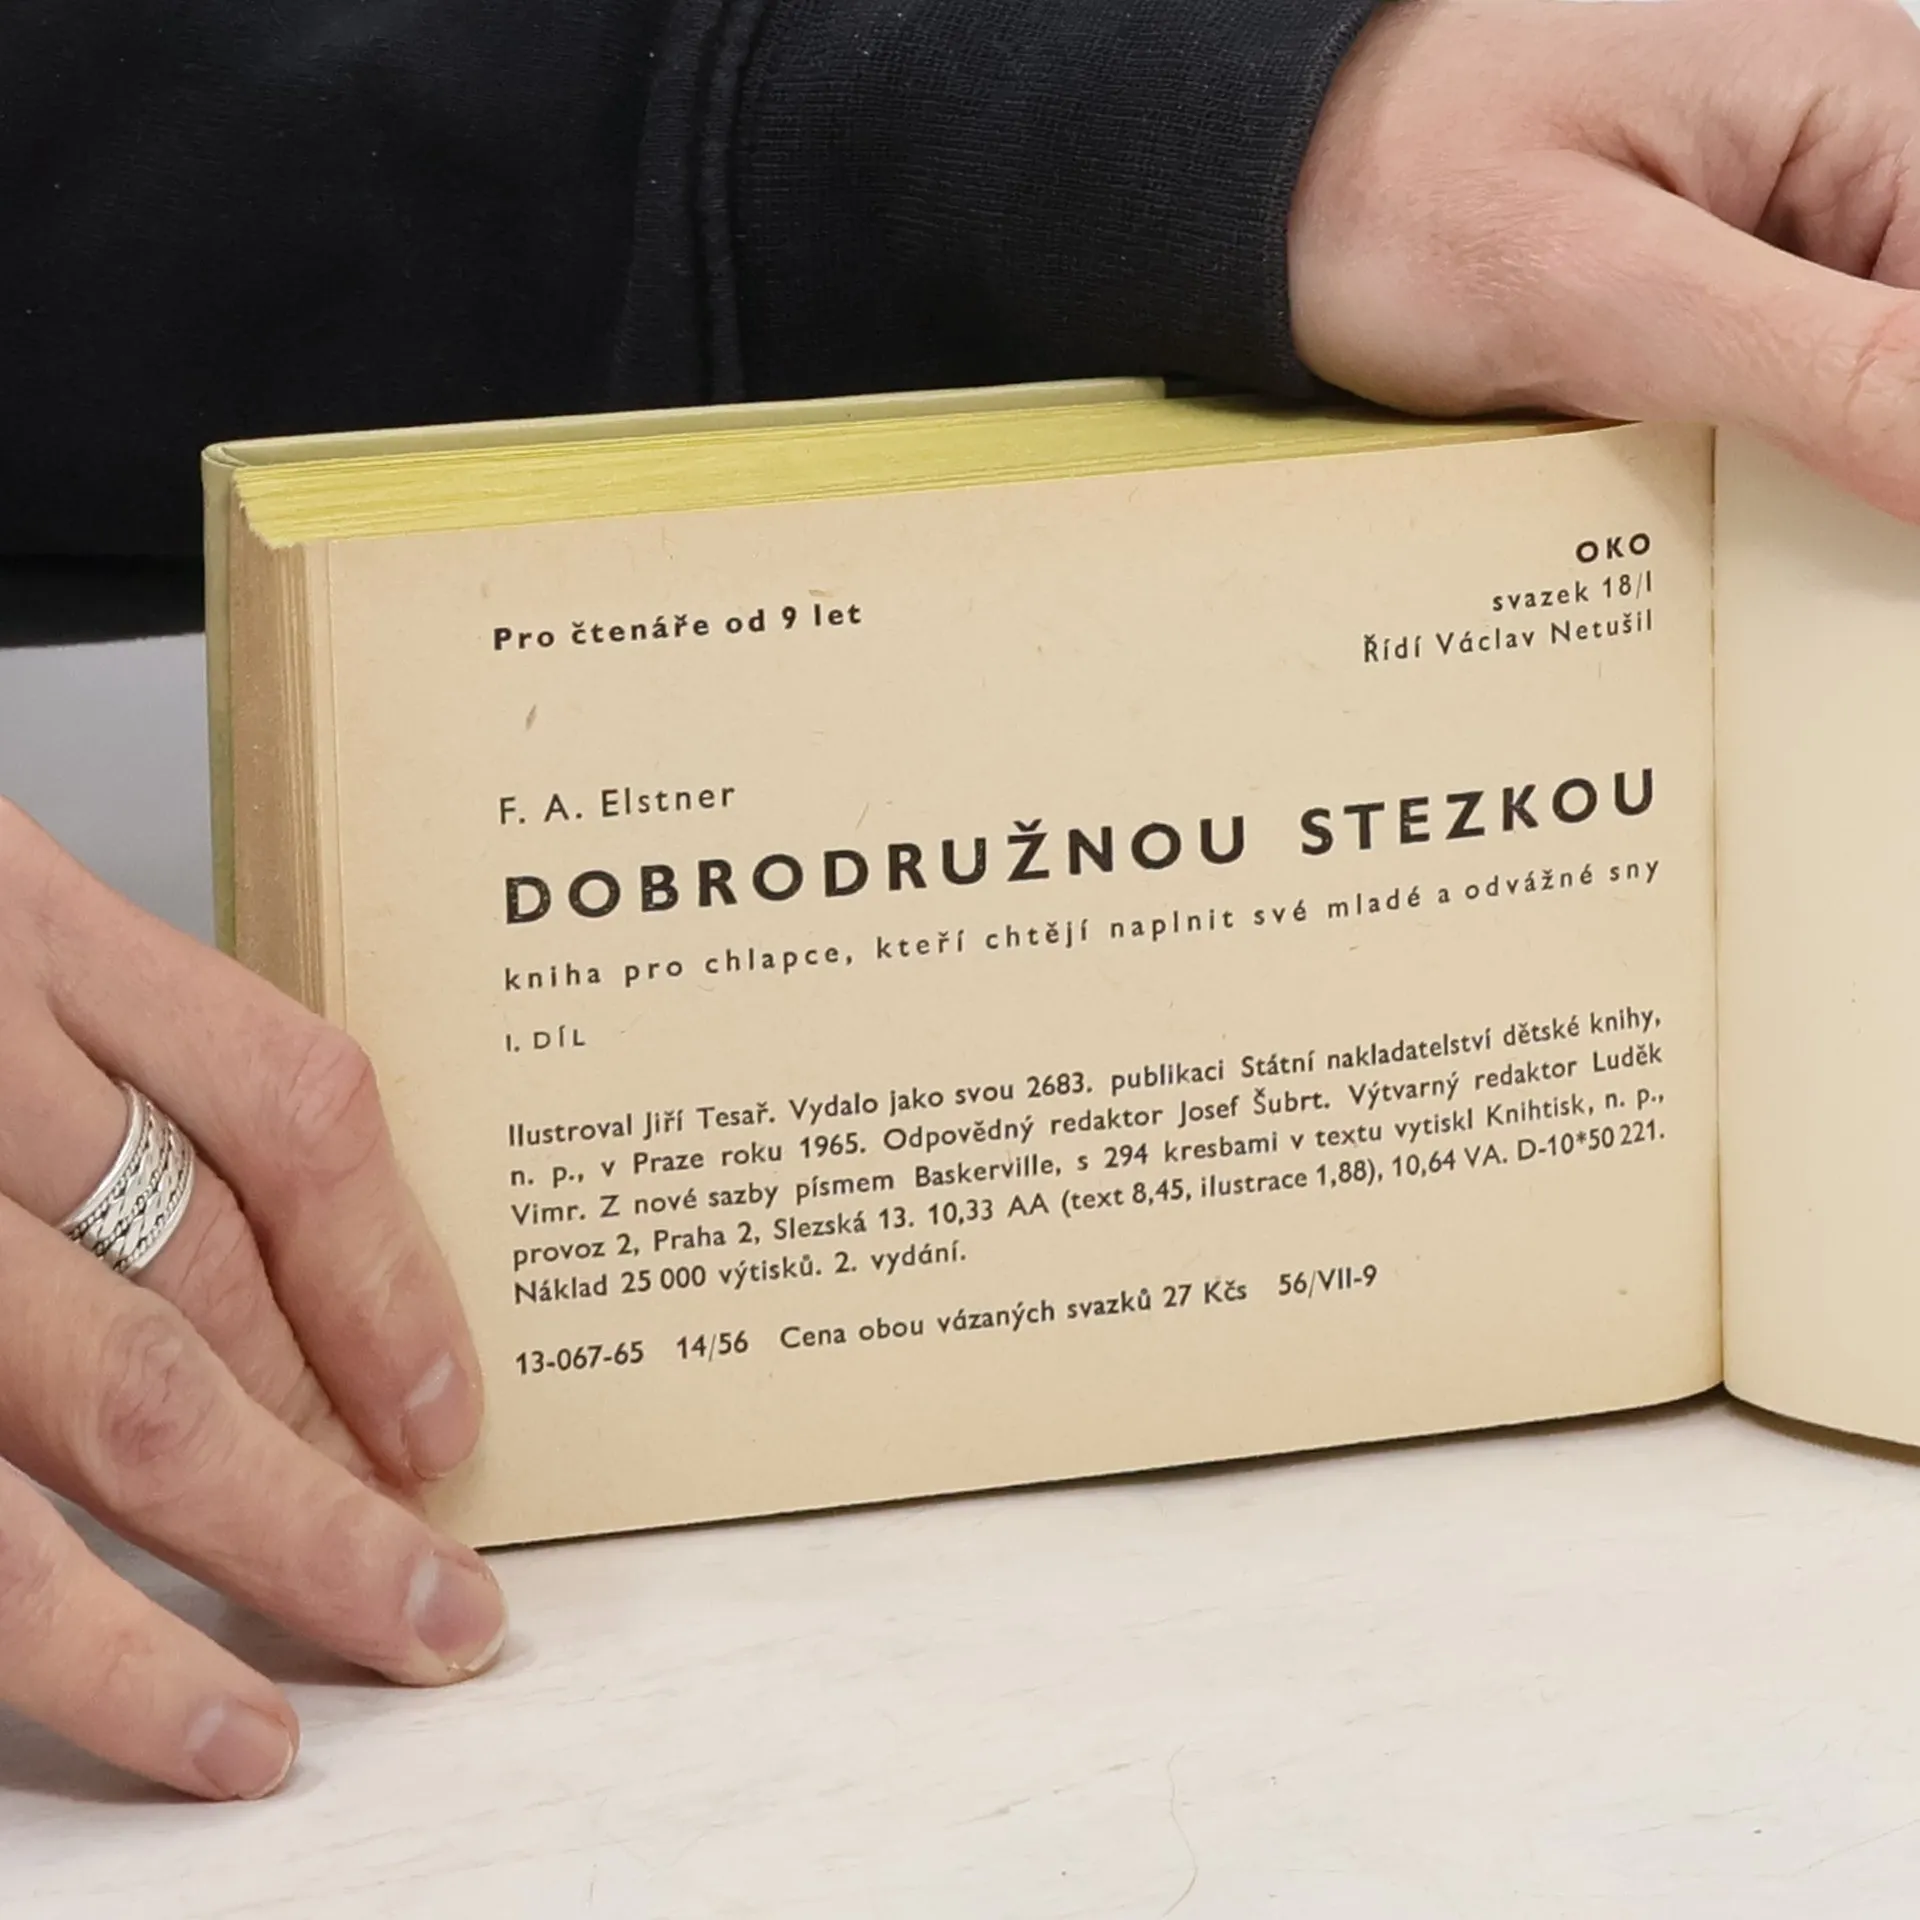 Pro čtenáře od 9 let
OKO
svazek 18/I
Řídí Václav Netušil
F. A. Elstner
DOBRODRUŽNOU STEZKOU
kniha pro chlapce, kteří chtějí naplnit své mladé a odvážné sny
I. DÍL
Ilustroval Jiří Tesař. Vydalo jako svou 2683. publikaci Státní nakladatelství dětské knihy,
n. p., v Praze roku 1965. Odpovědný redaktor Josef Šubrt. Výtvarný redaktor Luděk
Vimr. Z nové sazby písmem Baskerville, s 294 kresbami v textu vytiskl Knihtisk, n. p.,
provoz 2, Praha 2, Slezská 13. 10,33 AA (text 8,45, ilustrace 1,88), 10,64 VA. D-10*50 221.
Náklad 25 000 výtisků. 2. vydání.
13-067-65 14/56 Cena obou vázaných svazků 27 Kčs 56/VII-9